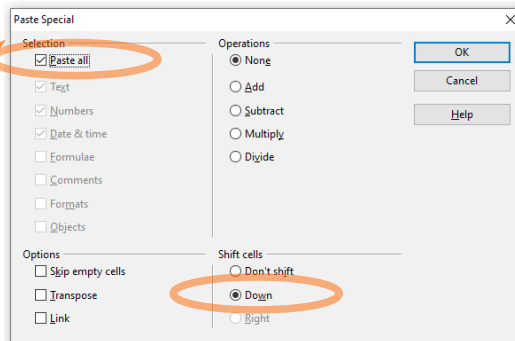 Paste Special
Selection
Paste all
Text
Numbers
Date & time
Formulae
Comments
Formats
Objects
Operations
None
Add
Subtract
Multiply
Divide
OK
Cancel
Help
Options
Skip empty cells
Transpose
Link
Shift cells
Don't shift
Down
Right